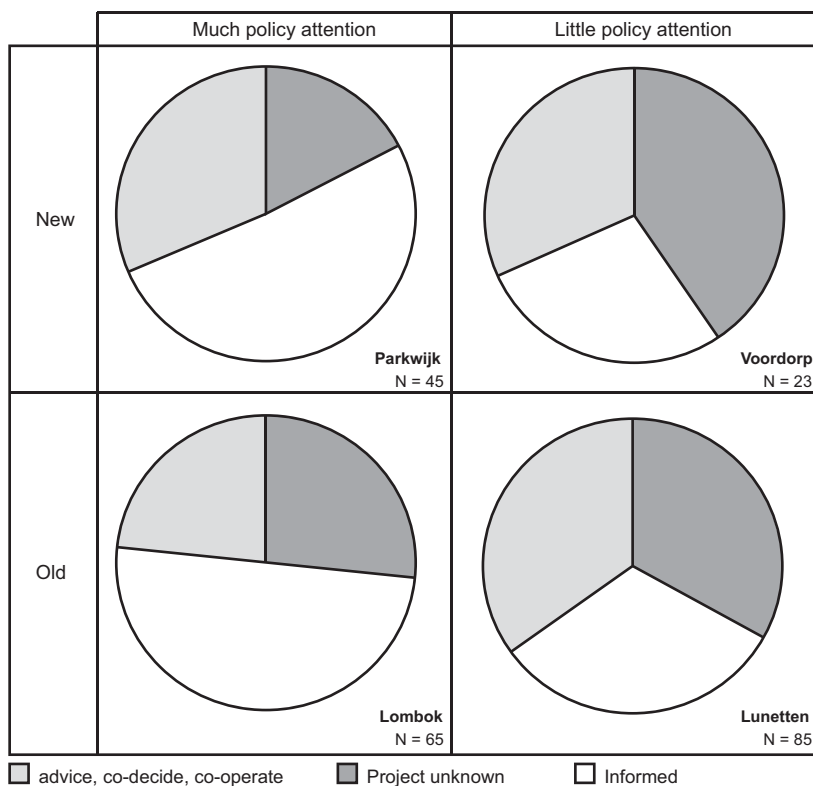 Much policy attention
Little policy attention
New
Parkwijk
N = 45
Voordorp
N = 23
Old
Lombok
N = 65
Lunetten
N = 85
advice, co-decide, co-operate
Project unknown
Informed